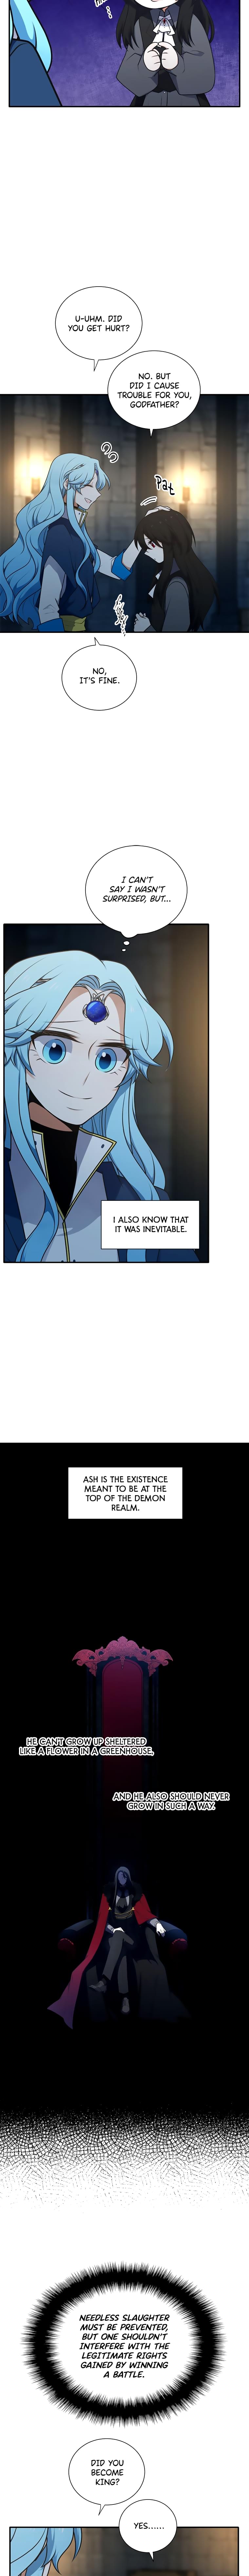 U-UHM. DID
YOU GET HURT?
NO. BUT
DID I CAUSE
TROUBLE FOR YOU,
GODFATHER?
Pat
NO,
IT'S FINE.
I CAN'T
SAY I WASN'T
SURPRISED, BUT...
I ALSO KNOW THAT
IT WAS INEVITABLE.
ASH IS THE EXISTENCE
MEANT TO BE AT THE
TOP OF THE DEMON
REALM.
HE CAN'T GROW UP SHELTERED
LIKE A FLOWER IN A GREENHOUSE,
AND HE ALSO SHOULD NEVER
GROW IN SUCH A WAY.
NEEDLESS SLAUGHTER
MUST BE PREVENTED,
BUT ONE SHOULDN'T
INTERFERE WITH THE
LEGITIMATE RIGHTS
GAINED BY WINNING
A BATTLE.
DID YOU
BECOME
KING?
YES......